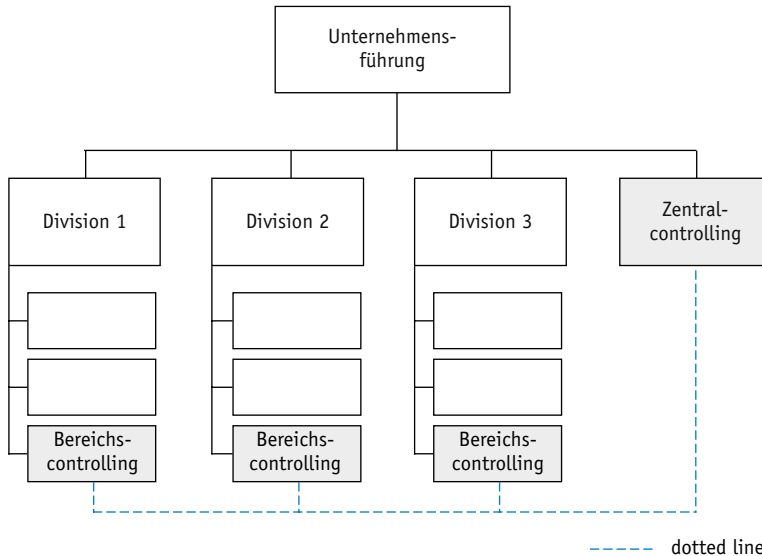 Unternehmens-
führung
Division 1
Division 2
Division 3
Zentral-
controlling
Bereichs-
controlling
Bereichs-
controlling
Bereichs-
controlling
dotted line